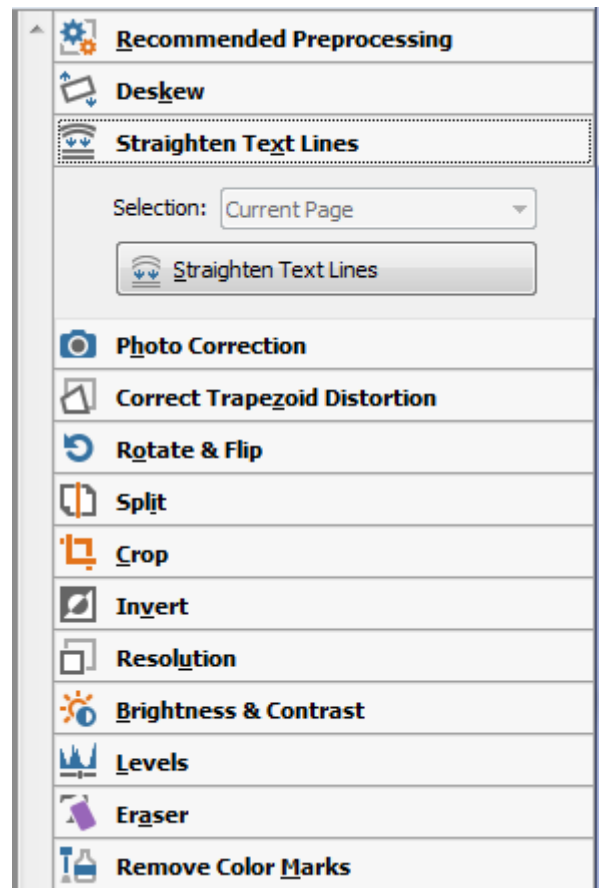 Recommended Preprocessing
Deskew
Straighten Text Lines
Selection: Current Page
Straighten Text Lines
Photo Correction
Correct Trapezoid Distortion
Rotate & Flip
Split
Crop
Invert
Resolution
Brightness & Contrast
Levels
Eraser
Remove Color Marks